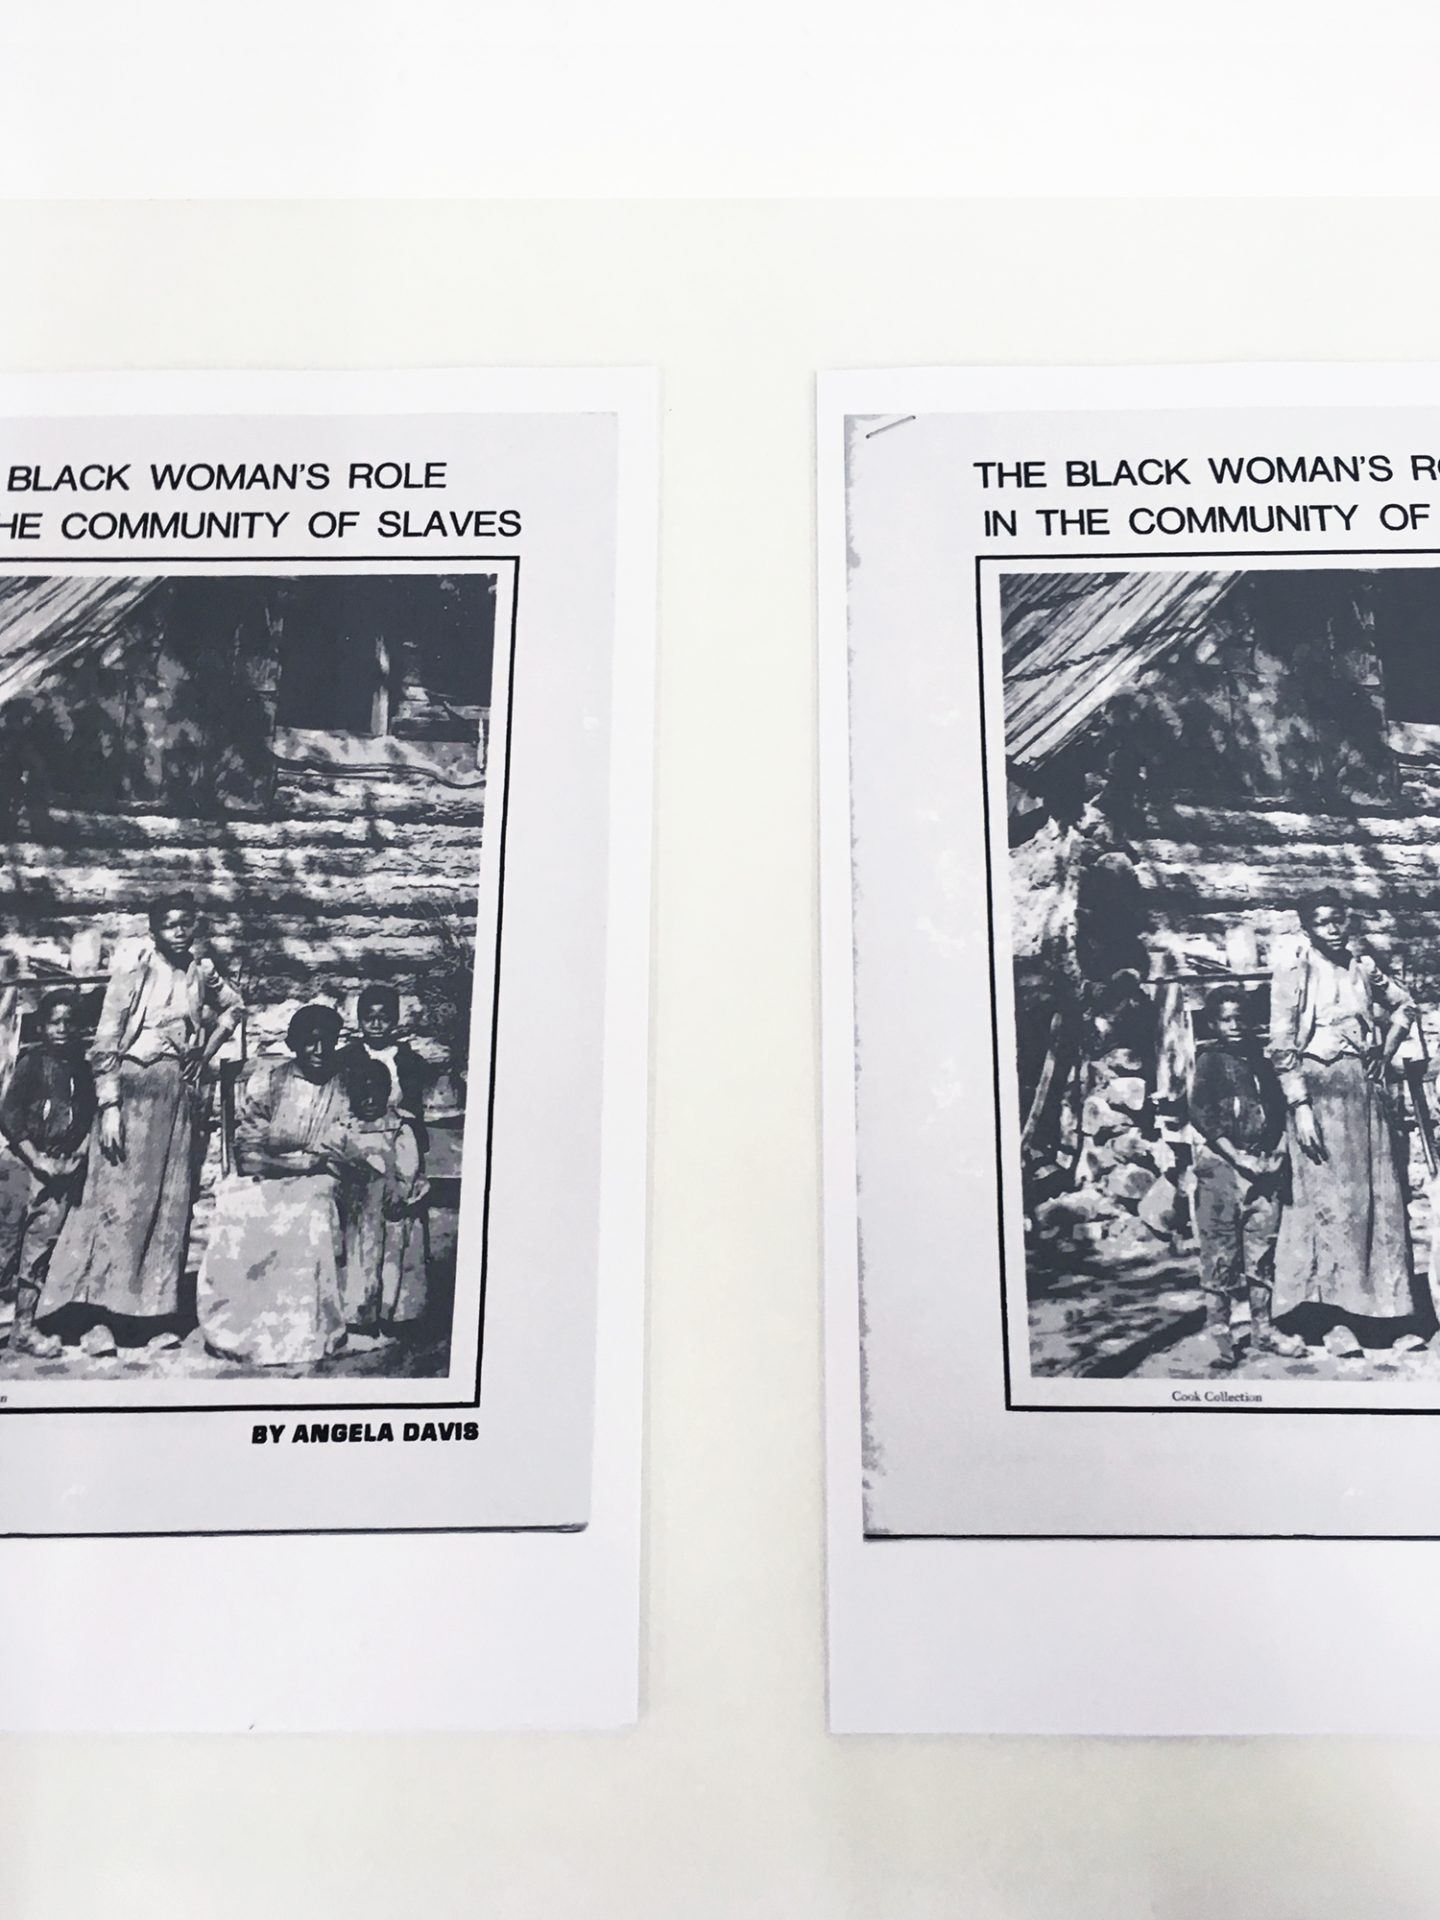 BLACK WOMAN'S ROLE
HE COMMUNITY OF SLAVES
BY ANGELA DAVIS
THE BLACK WOMAN'S RO
IN THE COMMUNITY OF
Cook Collection